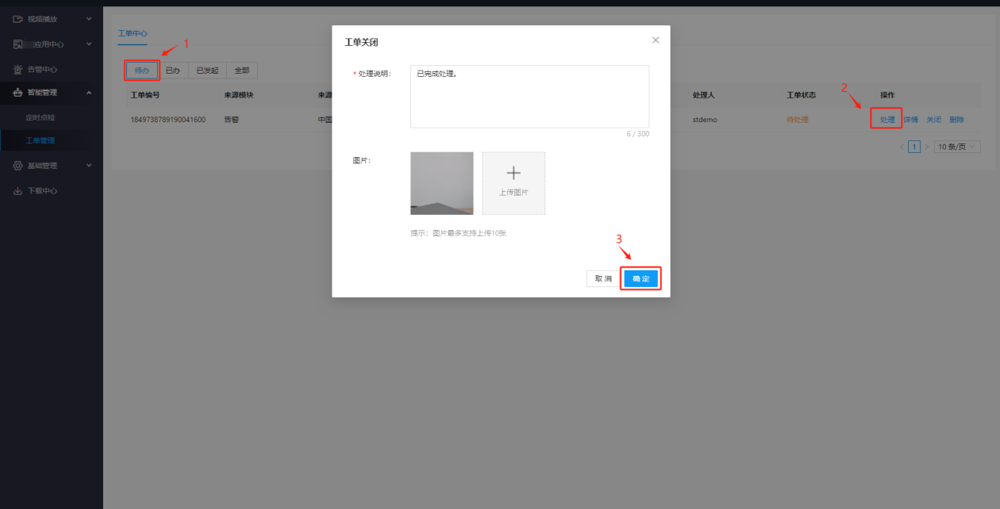 视频播放
应用中心
告警中心
智能管理
定时点检
工单管理
基础管理
下载中心
工单中心
1
待办 已办 已发起 全部
工单编号 来源模块 来源 处理人 工单状态 操作
1849738789190041600 告警 中国 stdemo 待处理 处理 详情 关闭 删除
2
< 1 > 10 条/页
工单关闭
* 处理说明:
已完成处理。
6 / 300
图片:
上传图片
提示: 图片最多支持上传10张
3
取 消 确 定